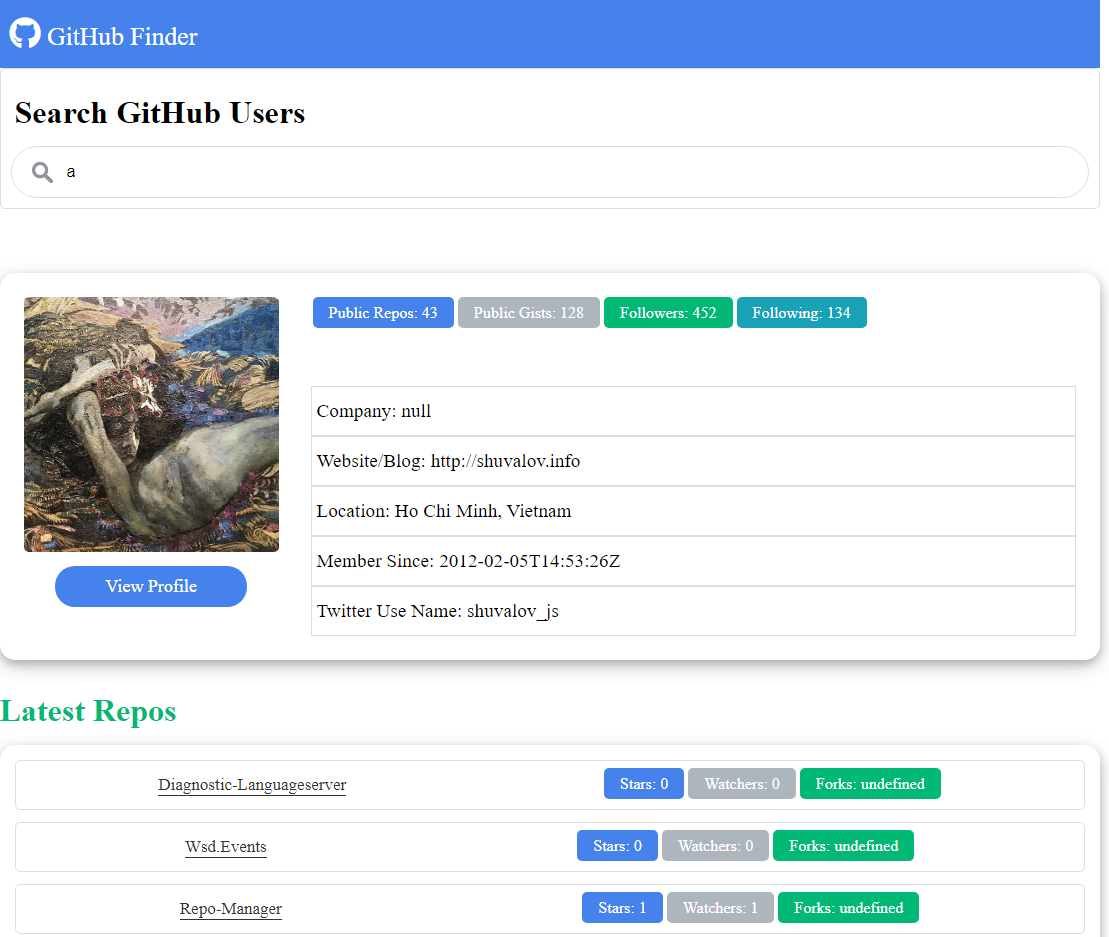 GitHub Finder
Search GitHub Users
a
Public Repos: 43 Public Gists: 128 Followers: 452 Following: 134
Company: null
Website/Blog: http://shuvalov.info
Location: Ho Chi Minh, Vietnam
Member Since: 2012-02-05T14:53:26Z
Twitter Use Name: shuvalov_js
View Profile
Latest Repos
Diagnostic-Languageserver Stars: 0 Watchers: 0 Forks: undefined
Wsd.Events Stars: 0 Watchers: 0 Forks: undefined
Repo-Manager Stars: 1 Watchers: 1 Forks: undefined